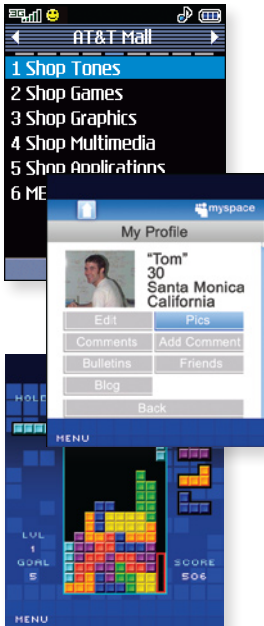 3G
AT&T Mall
1 Shop Tones
2 Shop Games
3 Shop Graphics
4 Shop Multimedia
5 Shop Applications
6 ME
myspace
My Profile
"Tom"
30
Santa Monica
California
Edit
Pics
Comments
Add Comment
Bulletins
Friends
Blog
Back
MENU
HOLD
LVL
1
GOAL
5
SCORE
506
MENU